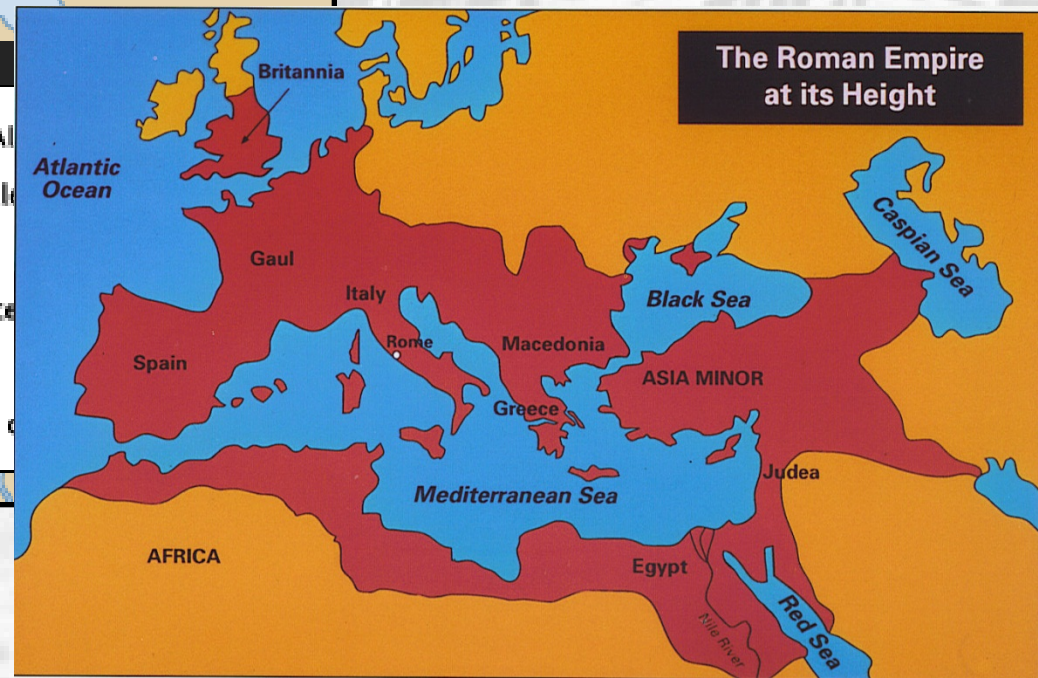 The Roman Empire
at its Height
Britannia
Atlantic
Ocean
Caspian Sea
Gaul
Italy
Black Sea
Rome
Macedonia
Spain
ASIA MINOR
Greece
Judea
Mediterranean Sea
AFRICA
Egypt
Red Sea
Nile River